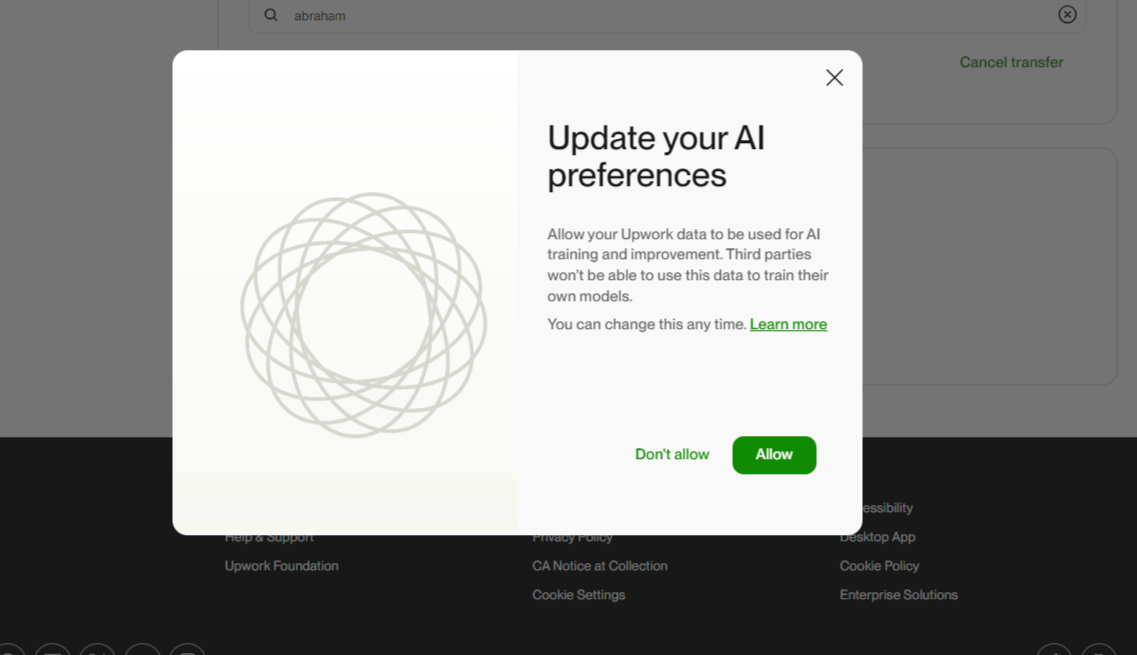 abraham
Cancel transfer
Update your AI
preferences
Allow your Upwork data to be used for AI
training and improvement. Third parties
won't be able to use this data to train their
own models.
You can change this any time. Learn more
Don't allow
Allow
essibility
Help & Support
Privacy Policy
Desktop App
Upwork Foundation
CA Notice at Collection
Cookie Policy
Cookie Settings
Enterprise Solutions